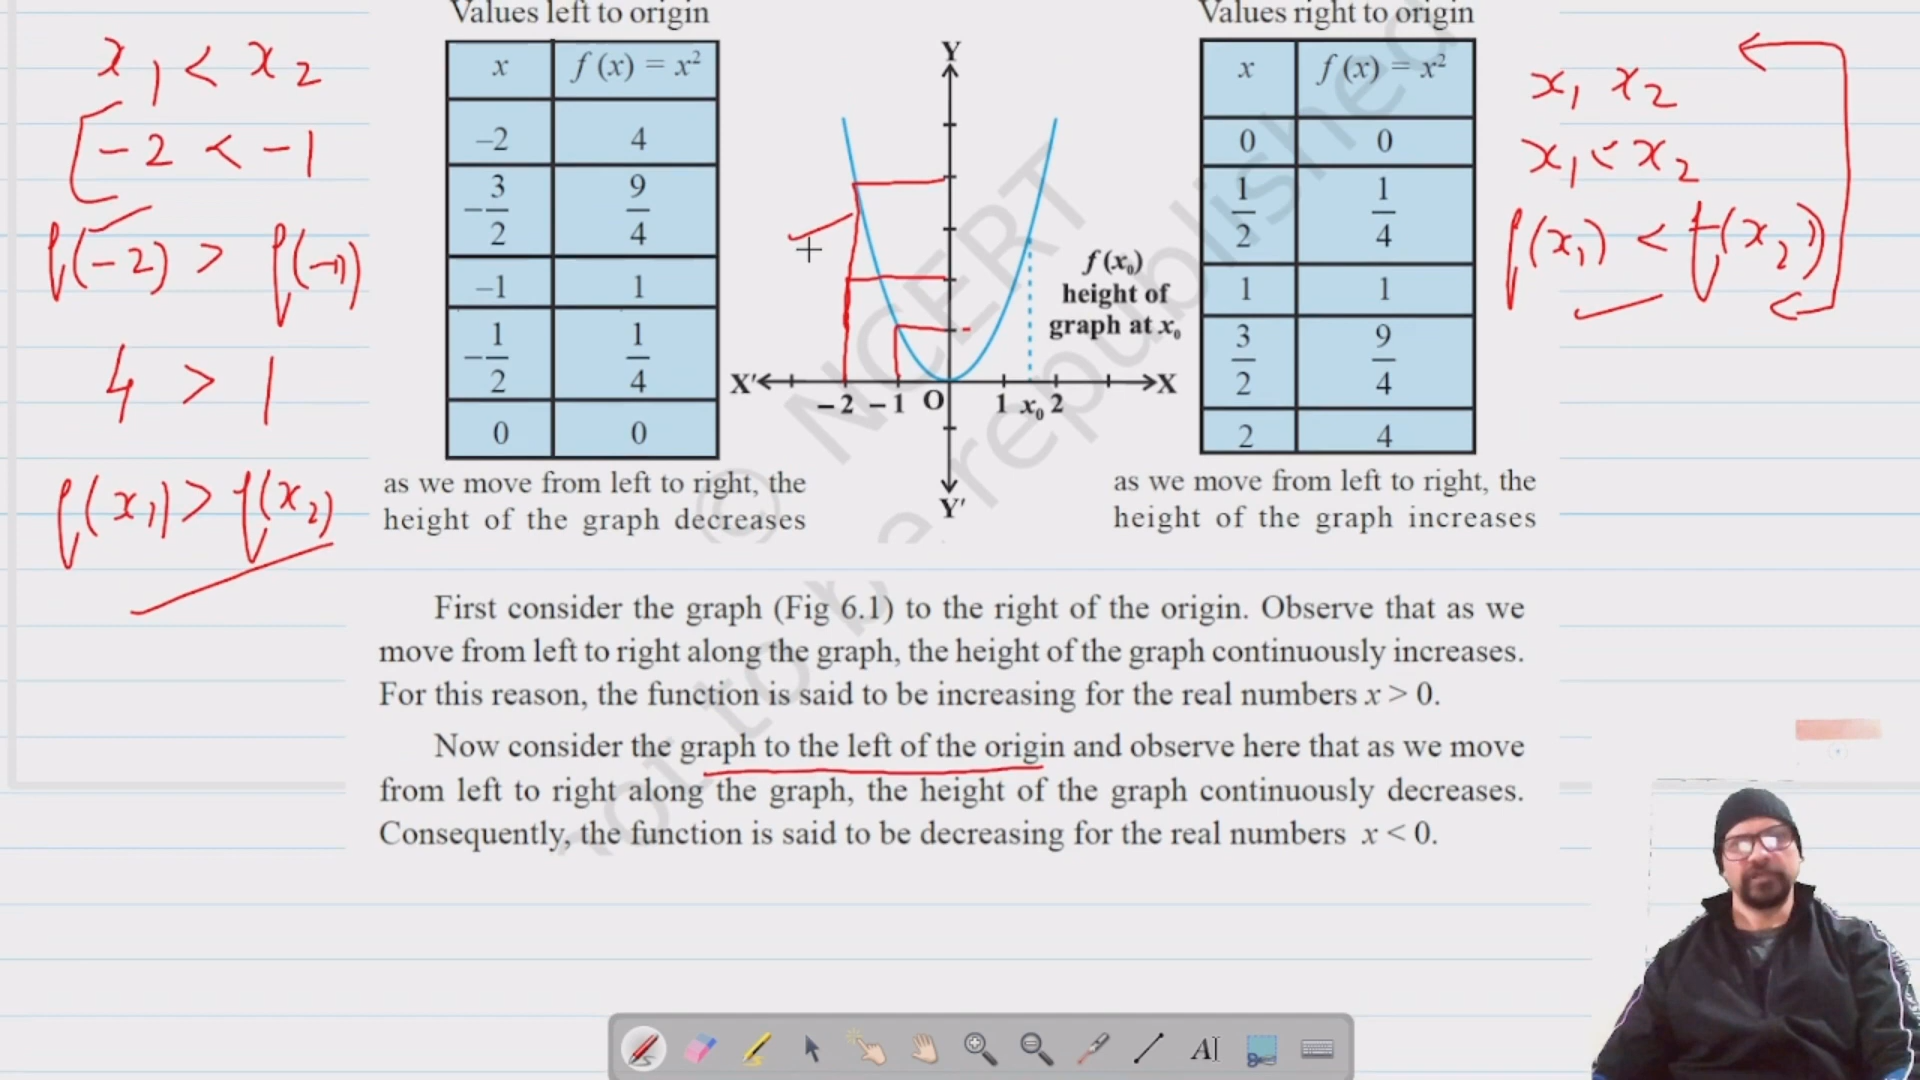 Values left to origin
x f (x) = x²
–2 4
–3/2 9/4
–1 1
–1/2 1/4
0 0
as we move from left to right, the
height of the graph decreases
Y
f (x₀)
height of
graph at x₀
X′ –2 –1 O 1 x₀ 2 X
Y′
Values right to origin
x f (x) = x²
0 0
1/2 1/4
1 1
3/2 9/4
2 4
as we move from left to right, the
height of the graph increases
x₁ < x₂
-2 < -1
f(-2) > f(-1)
4 > 1
f(x₁) > f(x₂)
x₁ x₂
x₁ < x₂
f(x₁) < f(x₂)
First consider the graph (Fig 6.1) to the right of the origin. Observe that as we
move from left to right along the graph, the height of the graph continuously increases.
For this reason, the function is said to be increasing for the real numbers x > 0.
Now consider the graph to the left of the origin and observe here that as we move
from left to right along the graph, the height of the graph continuously decreases.
Consequently, the function is said to be decreasing for the real numbers x < 0.
© NCERT
not to be republished
A